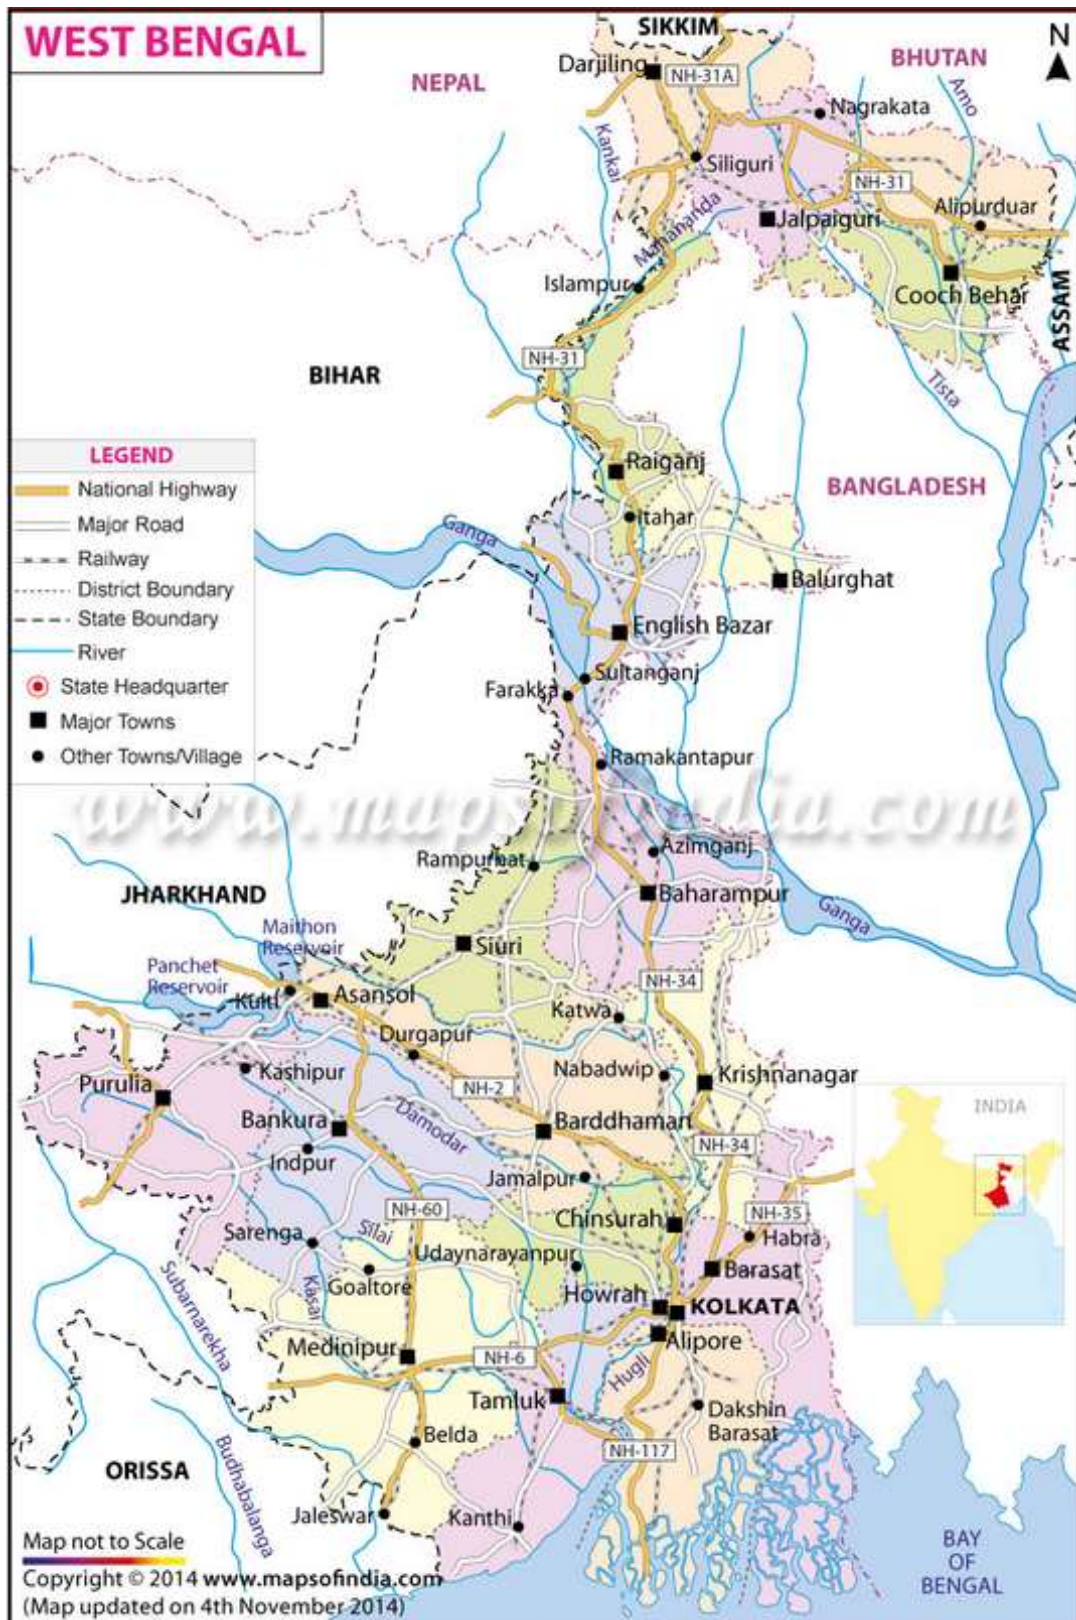 WEST BENGAL
SIKKIM
N
NEPAL
BHUTAN
Darjiling
NH-31A
Nagrakata
Amo
Kankai
Siliguri
NH-31
Alipurduar
Jalpaiguri
Mahananda
Islampur
Cooch Behar
ASSAM
NH-31
BIHAR
Tista
LEGEND
National Highway
Major Road
Railway
District Boundary
State Boundary
River
State Headquarter
Major Towns
Other Towns/Village
Raiganj
BANGLADESH
Itahar
Ganga
Balurghat
English Bazar
Sultanganj
Farakka
Ramakantapur
www.mapsofindia.com
Azimganj
Rampurhat
JHARKHAND
Baharampur
Ganga
Maithon
Reservoir
Siuri
Panchet
Reservoir
NH-34
Kulti
Asansol
Katwa
Durgapur
Kashipur
Nabadwip
Krishnanagar
Purulia
NH-2
INDIA
Bankura
Damodar
Barddhaman
NH-34
Indpur
Jamalpur
NH-60
NH-35
Chinsurah
Silai
Sarenga
Udaynarayanpur
Habra
Goaltore
Barasat
Subarnarekha
Kasai
Howrah
KOLKATA
Medinipur
Alipore
NH-6
Hugli
Tamluk
Dakshin
Barasat
Belda
NH-117
ORISSA
Budhabalanga
Jaleswar
Kanthi
Map not to Scale
BAY
OF
BENGAL
Copyright © 2014 www.mapsofindia.com
(Map updated on 4th November 2014)